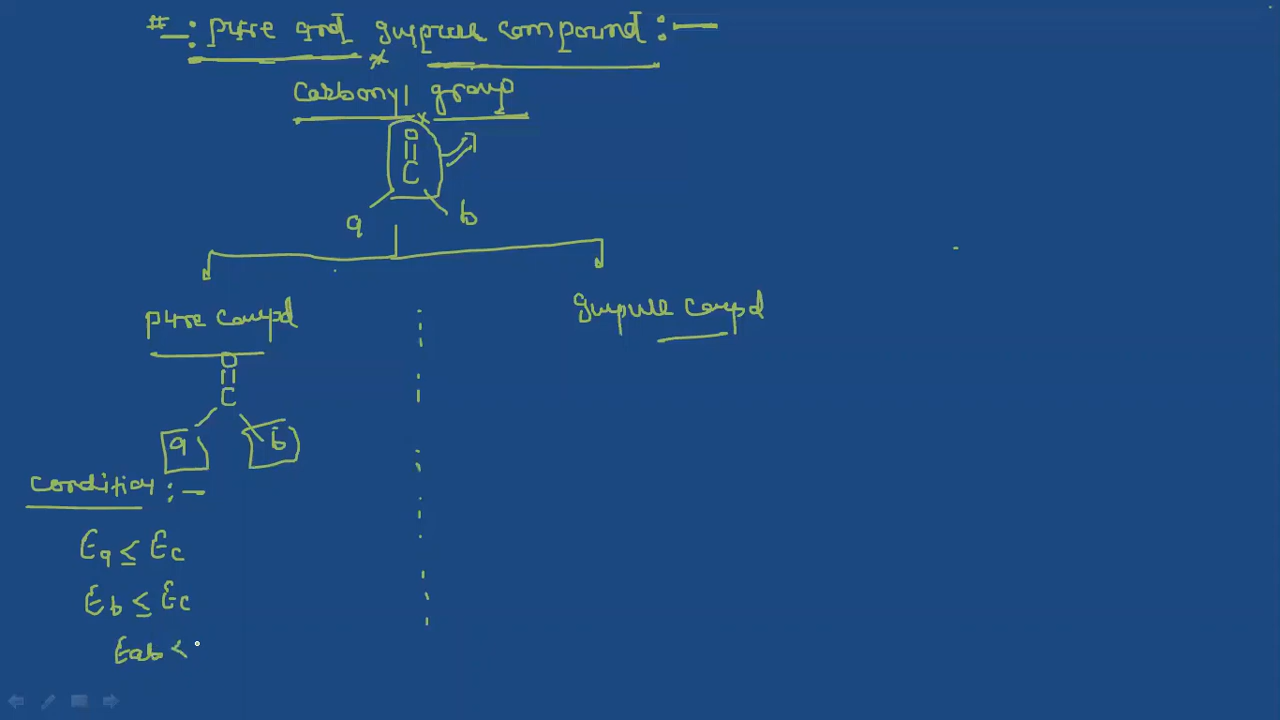 # -: pure and impure compound :-
carbonyl group
O
C
a b
pure compd
impure compd
O
C
a b
condition :-
Ea ≤ Ec
Eb ≤ Ec
Eab <